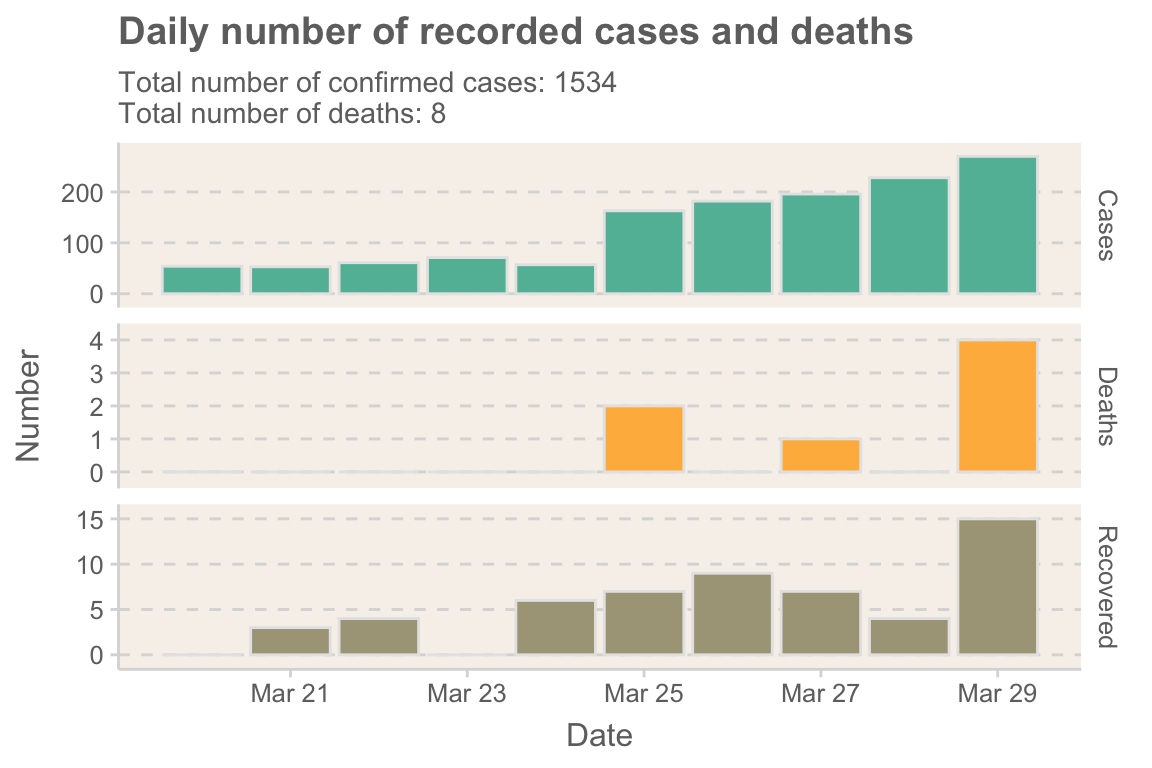 Daily number of recorded cases and deaths
Total number of confirmed cases: 1534
Total number of deaths: 8
200
100
0
Cases
4
3
2
1
0
Deaths
15
10
5
0
Recovered
Number
Mar 21
Mar 23
Mar 25
Mar 27
Mar 29
Date